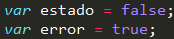 var estado = false;
var error = true;